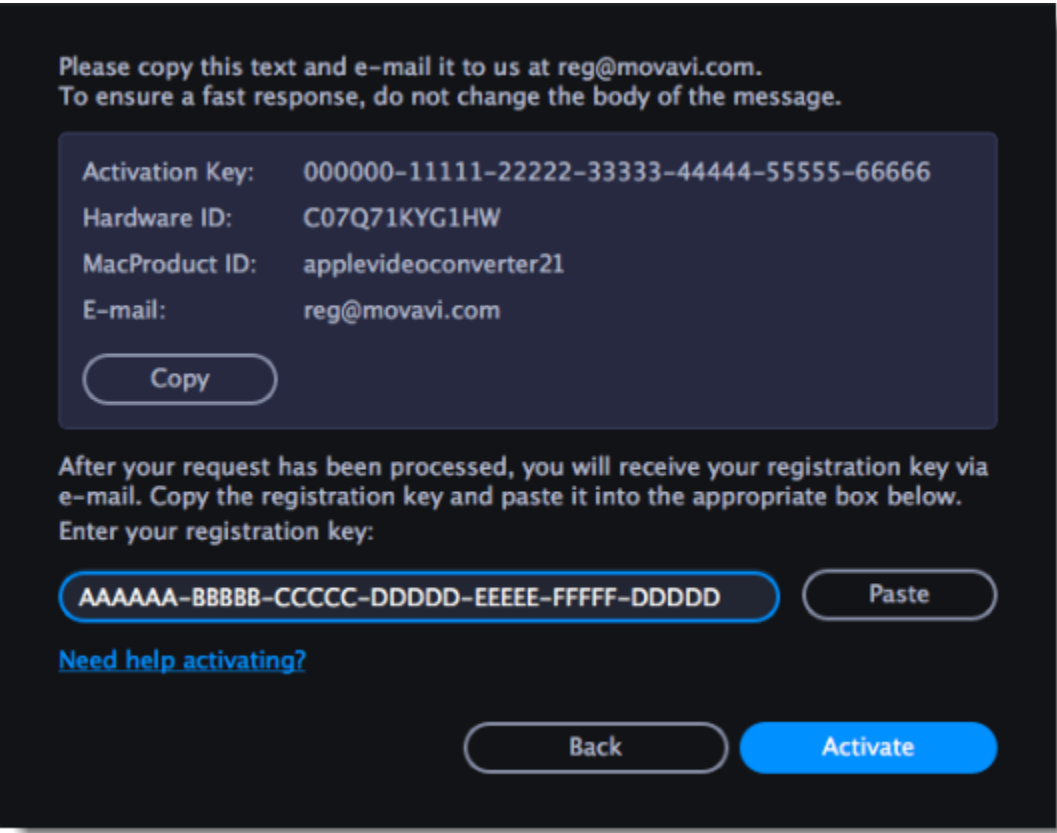 Please copy this text and e-mail it to us at reg@movavi.com.
To ensure a fast response, do not change the body of the message.
Activation Key: 000000-11111-22222-33333-44444-55555-66666
Hardware ID: C07Q71KYG1HW
MacProduct ID: applevideoconverter21
E-mail: reg@movavi.com
Copy
After your request has been processed, you will receive your registration key via
e-mail. Copy the registration key and paste it into the appropriate box below.
Enter your registration key:
AAAAAA-BBBBB-CCCCC-DDDDD-EEEEE-FFFFF-DDDDD Paste
Need help activating?
Back Activate